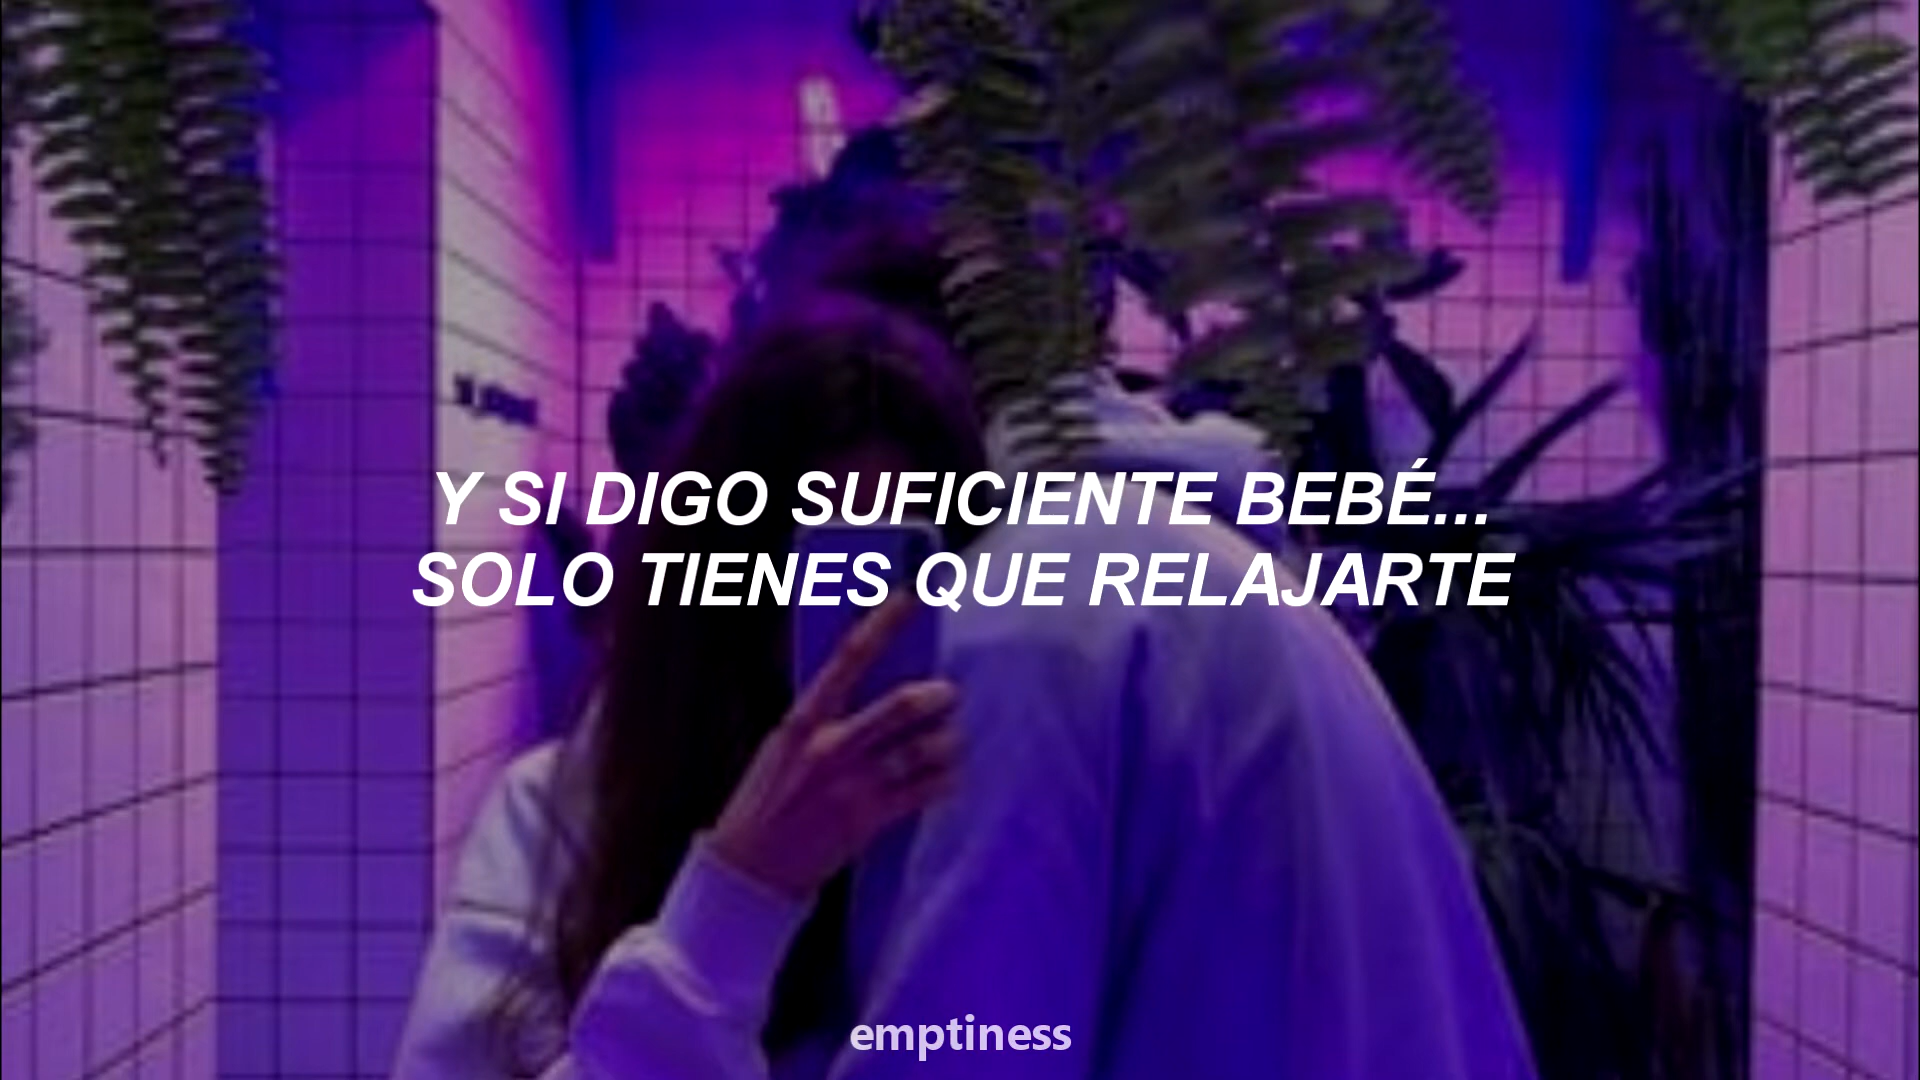 Y SI DIGO SUFICIENTE BEBÉ...
SOLO TIENES QUE RELAJARTE
emptiness